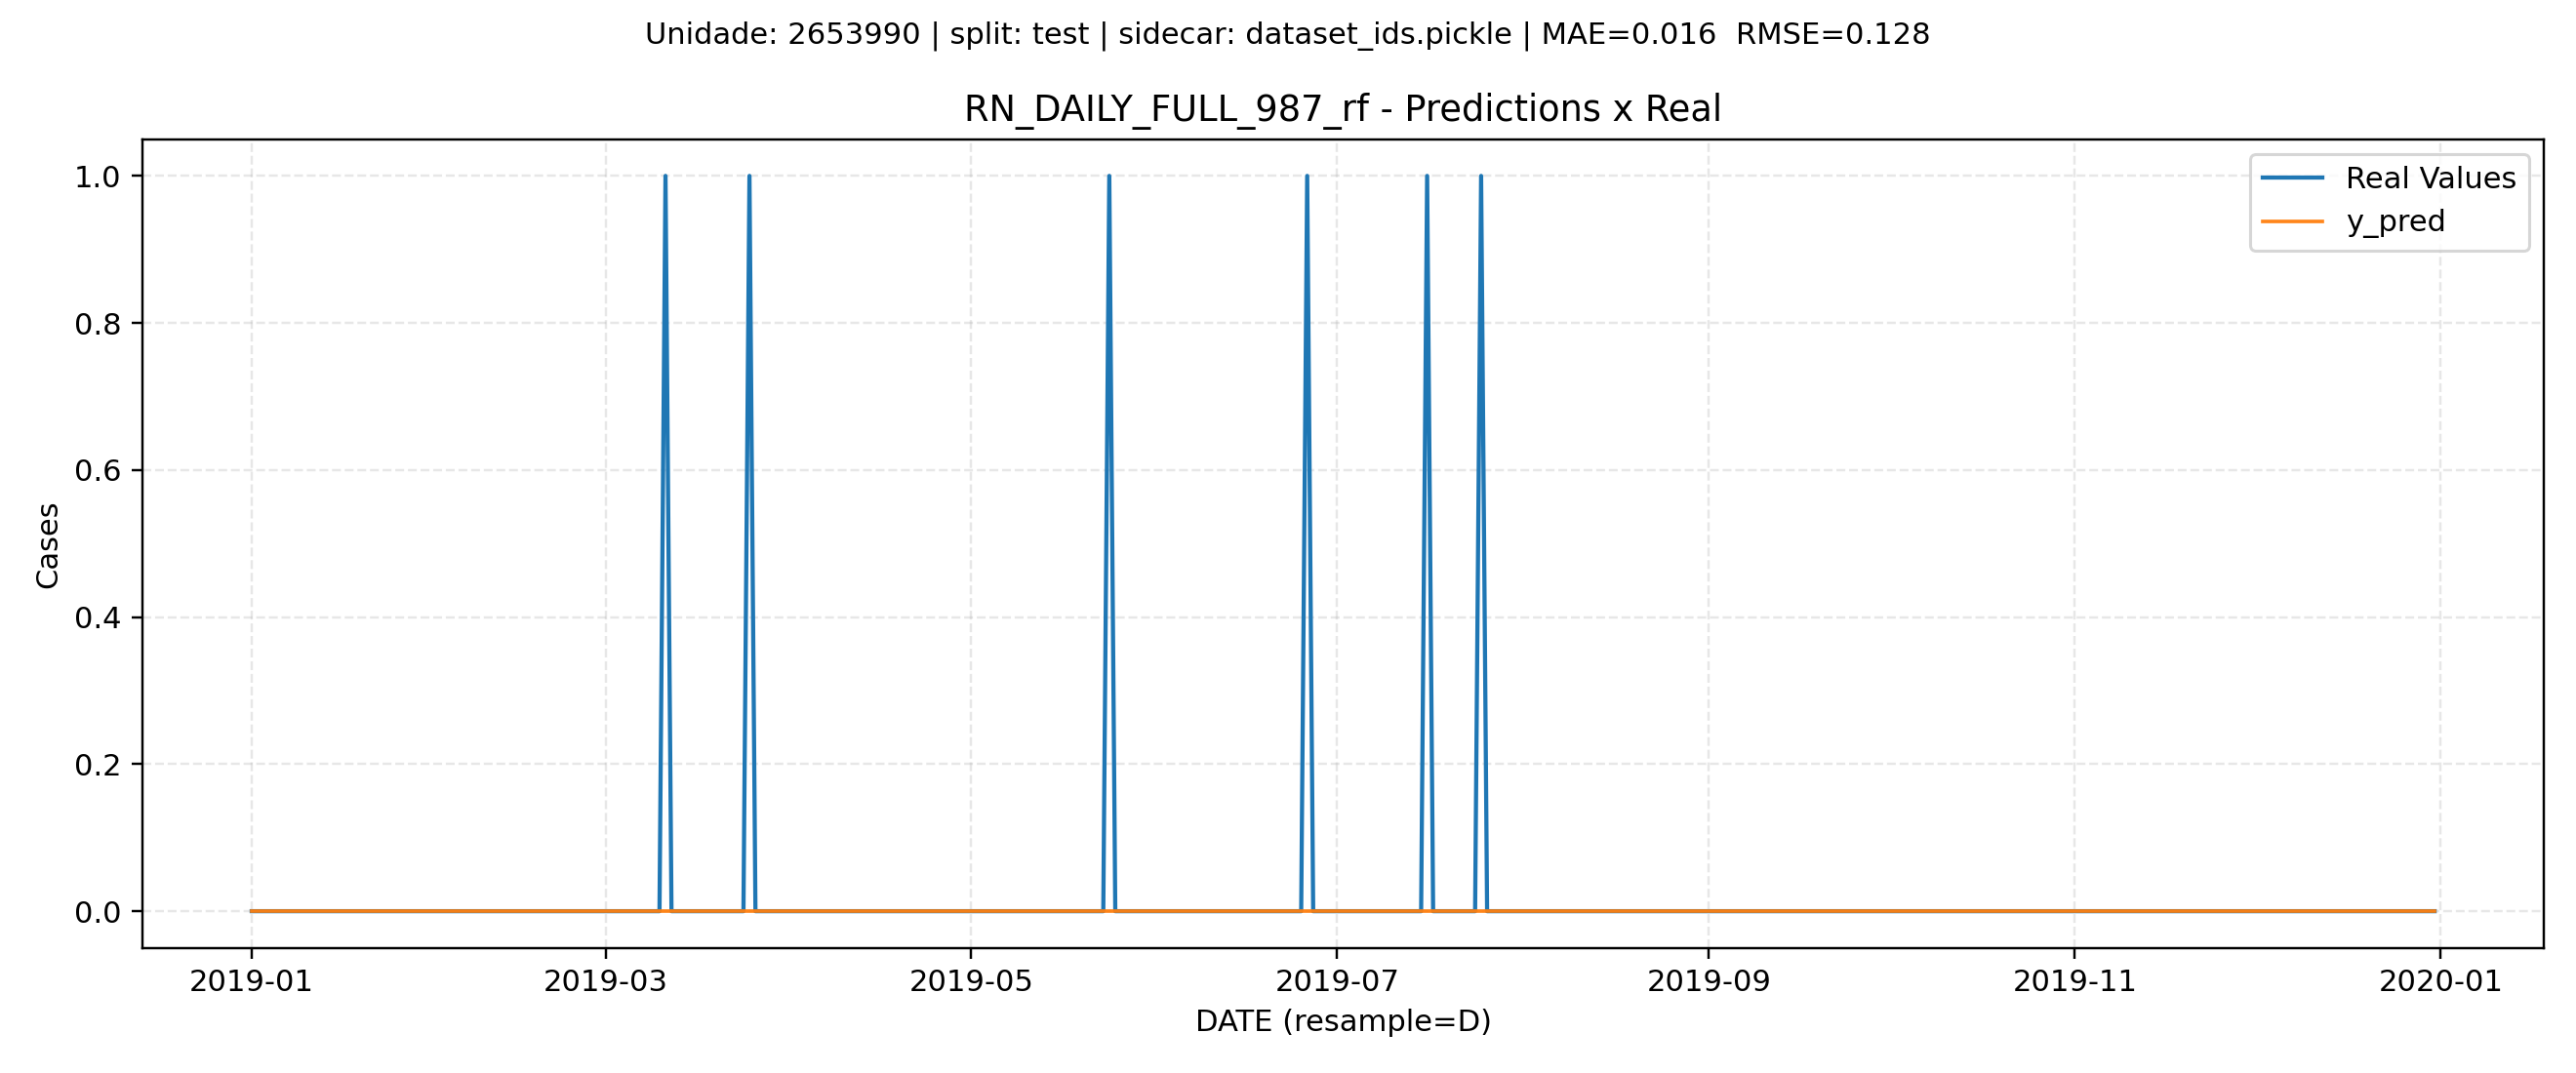 Unidade: 2653990 | split: test | sidecar: dataset_ids.pickle | MAE=0.016  RMSE=0.128
RN_DAILY_FULL_987_rf - Predictions x Real
Real Values
y_pred
1.0
0.8
0.6
0.4
0.2
0.0
Cases
2019-01 2019-03 2019-05 2019-07 2019-09 2019-11 2020-01
DATE (resample=D)